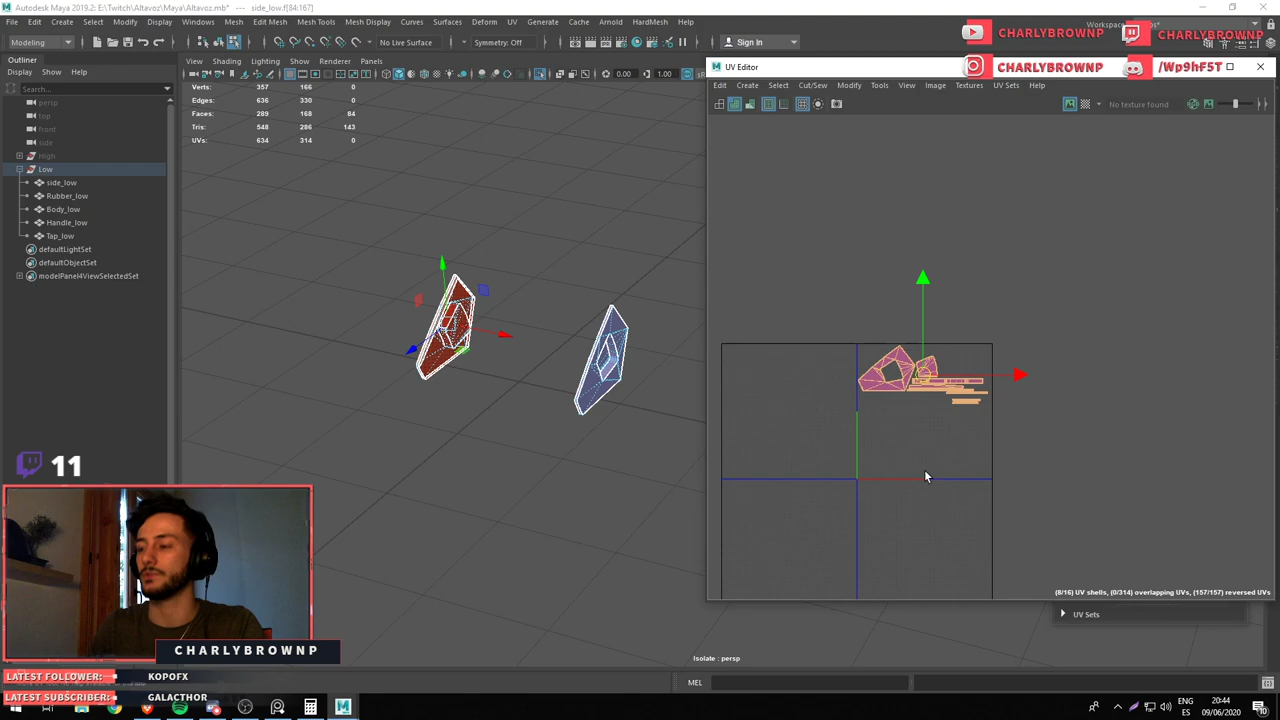 Autodesk Maya 2019.2: E:\Twitch\Altavoz\Maya\Altavoz.mb* --- side_low.f[84:167]
File Edit Create Select Modify Display Windows Mesh Edit Mesh Mesh Tools Mesh Display Curves Surfaces Deform UV Generate Cache Arnold HardMesh Help
Modeling No Live Surface Symmetry: Off Sign In
CHARLYBROWNP CHARLYBROWNP
Outliner
Display Show Help
Search...
persp
top
front
side
High
Low
side_low
Rubber_low
Body_low
Handle_low
Tap_low
defaultLightSet
defaultObjectSet
modelPanel4ViewSelectedSet
View Shading Lighting Show Renderer Panels
0.00 1.00
Verts: 357 166 0
Edges: 636 330 0
Faces: 289 168 84
Tris: 548 286 143
UVs: 634 314 0
UV Editor
CHARLYBROWNP /Wp9hF5T
Edit Create Select Cut/Sew Modify Tools View Image Textures UV Sets Help
No texture found
(8/16) UV shells, (0/314) overlapping UVs, (157/157) reversed UVs
UV Sets
Isolate : persp
MEL
11
CHARLYBROWNP
LATEST FOLLOWER: KOPOFX
LATEST SUBSCRIBER: GALACTHOR
ENG
ES
20:44
09/06/2020